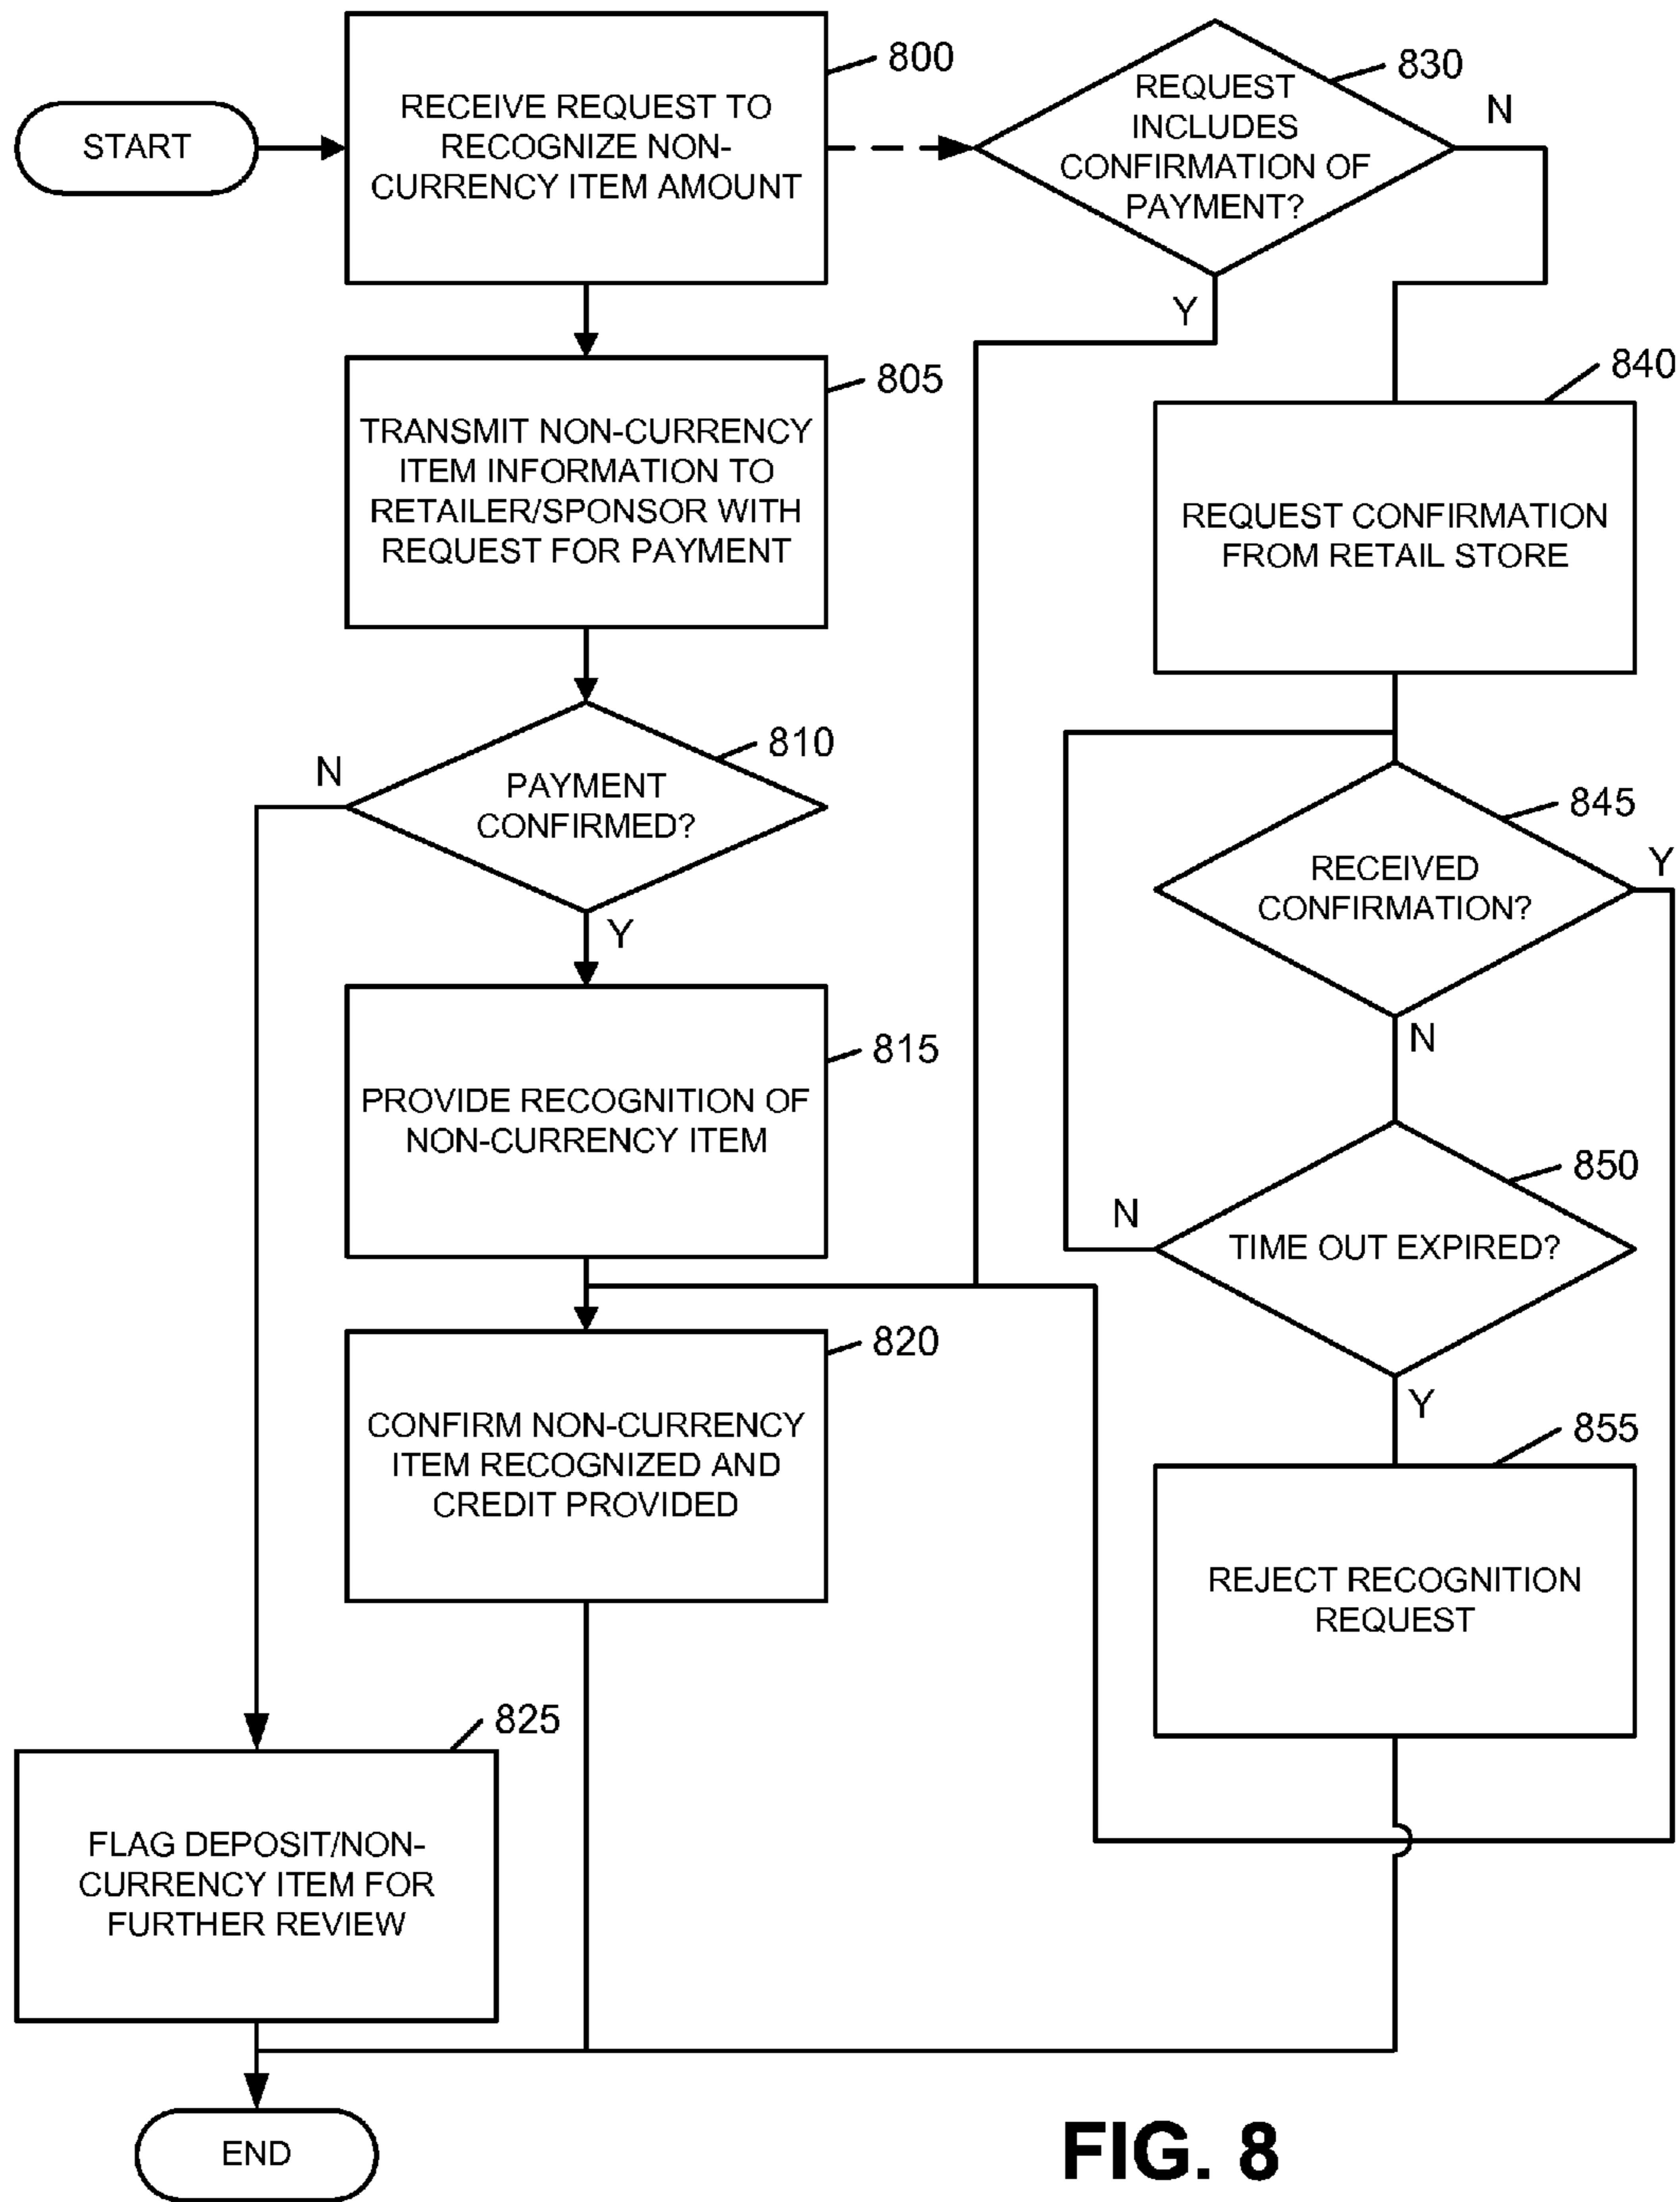 START
RECEIVE REQUEST TO
RECOGNIZE NON-
CURRENCY ITEM AMOUNT
800
REQUEST
INCLUDES
CONFIRMATION OF
PAYMENT?
830
N
Y
TRANSMIT NON-CURRENCY
ITEM INFORMATION TO
RETAILER/SPONSOR WITH
REQUEST FOR PAYMENT
805
REQUEST CONFIRMATION
FROM RETAIL STORE
840
PAYMENT
CONFIRMED?
810
N
Y
RECEIVED
CONFIRMATION?
845
Y
N
PROVIDE RECOGNITION OF
NON-CURRENCY ITEM
815
TIME OUT EXPIRED?
850
N
Y
CONFIRM NON-CURRENCY
ITEM RECOGNIZED AND
CREDIT PROVIDED
820
REJECT RECOGNITION
REQUEST
855
FLAG DEPOSIT/NON-
CURRENCY ITEM FOR
FURTHER REVIEW
825
END
FIG. 8